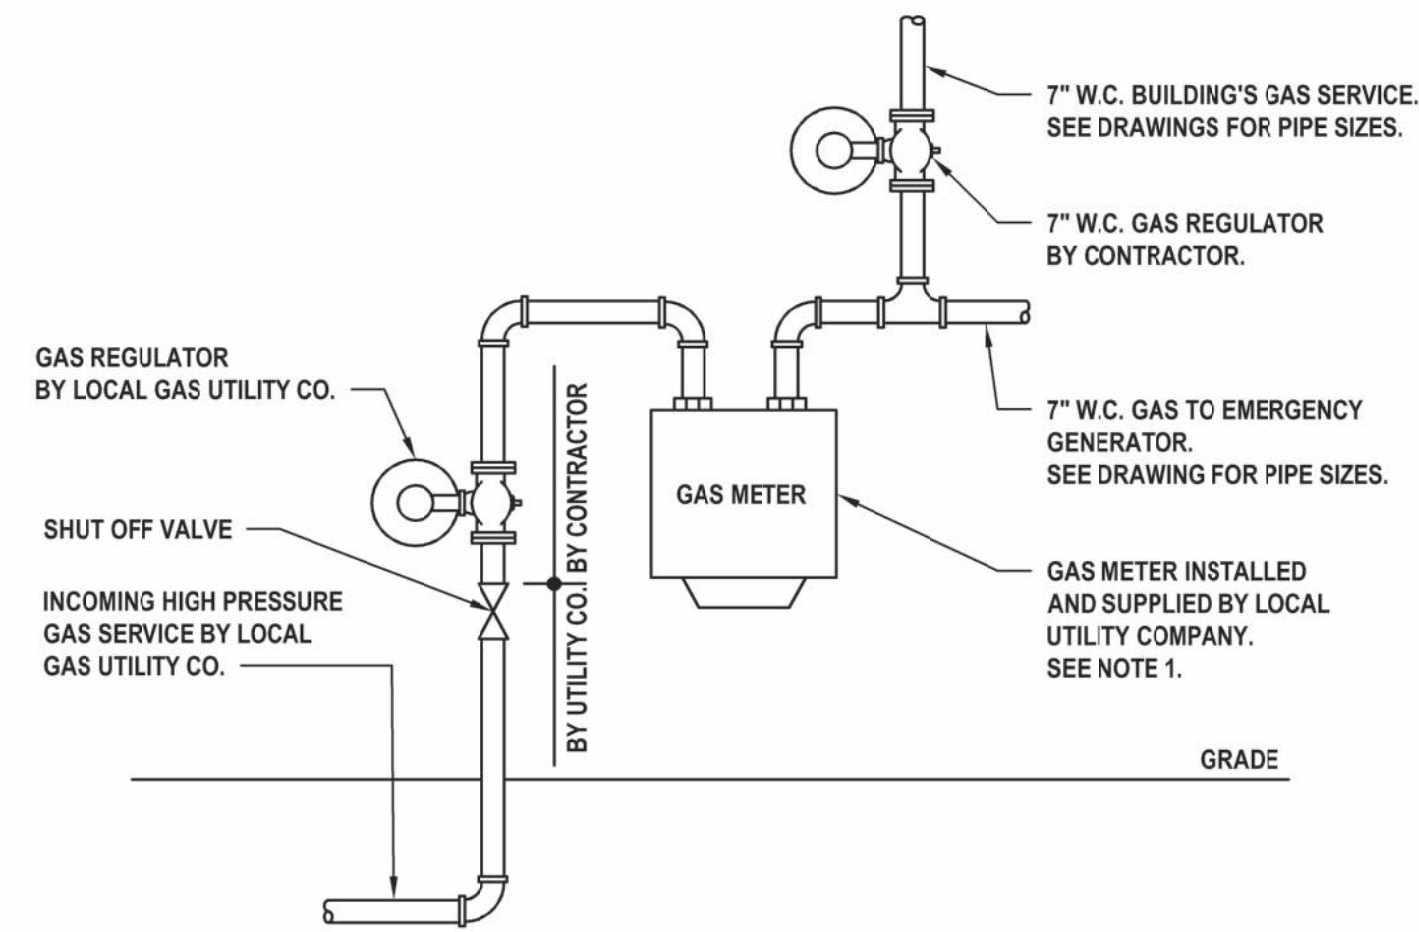 7" W.C. BUILDING'S GAS SERVICE.
SEE DRAWINGS FOR PIPE SIZES.
7" W.C. GAS REGULATOR
BY CONTRACTOR.
GAS REGULATOR
BY LOCAL GAS UTILITY CO.
7" W.C. GAS TO EMERGENCY
GENERATOR.
SEE DRAWING FOR PIPE SIZES.
GAS METER
SHUT OFF VALVE
BY CONTRACTOR
BY UTILITY CO.
INCOMING HIGH PRESSURE
GAS SERVICE BY LOCAL
GAS UTILITY CO.
GAS METER INSTALLED
AND SUPPLIED BY LOCAL
UTILITY COMPANY.
SEE NOTE 1.
GRADE